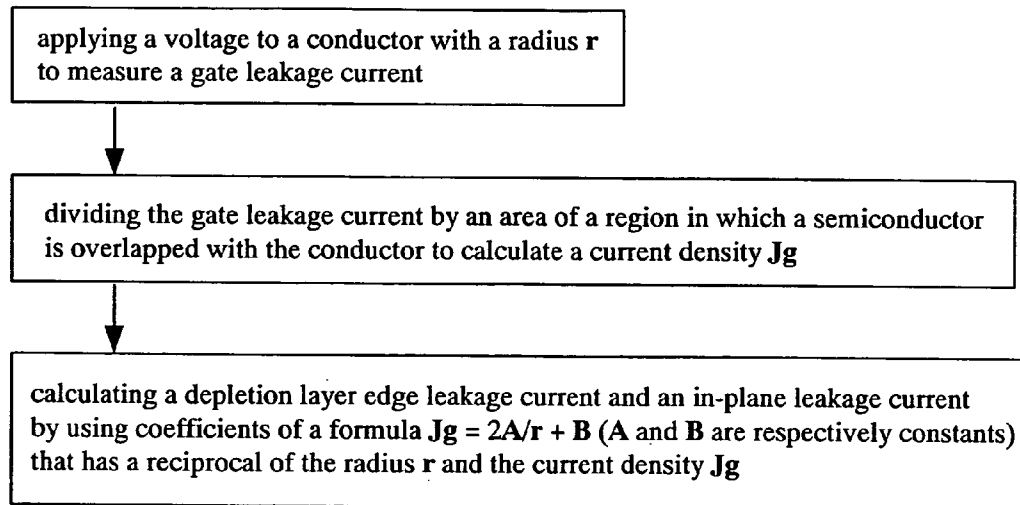 applying a voltage to a conductor with a radius r
to measure a gate leakage current
dividing the gate leakage current by an area of a region in which a semiconductor
is overlapped with the conductor to calculate a current density Jg
calculating a depletion layer edge leakage current and an in-plane leakage current
by using coefficients of a formula Jg = 2A/r + B (A and B are respectively constants)
that has a reciprocal of the radius r and the current density Jg